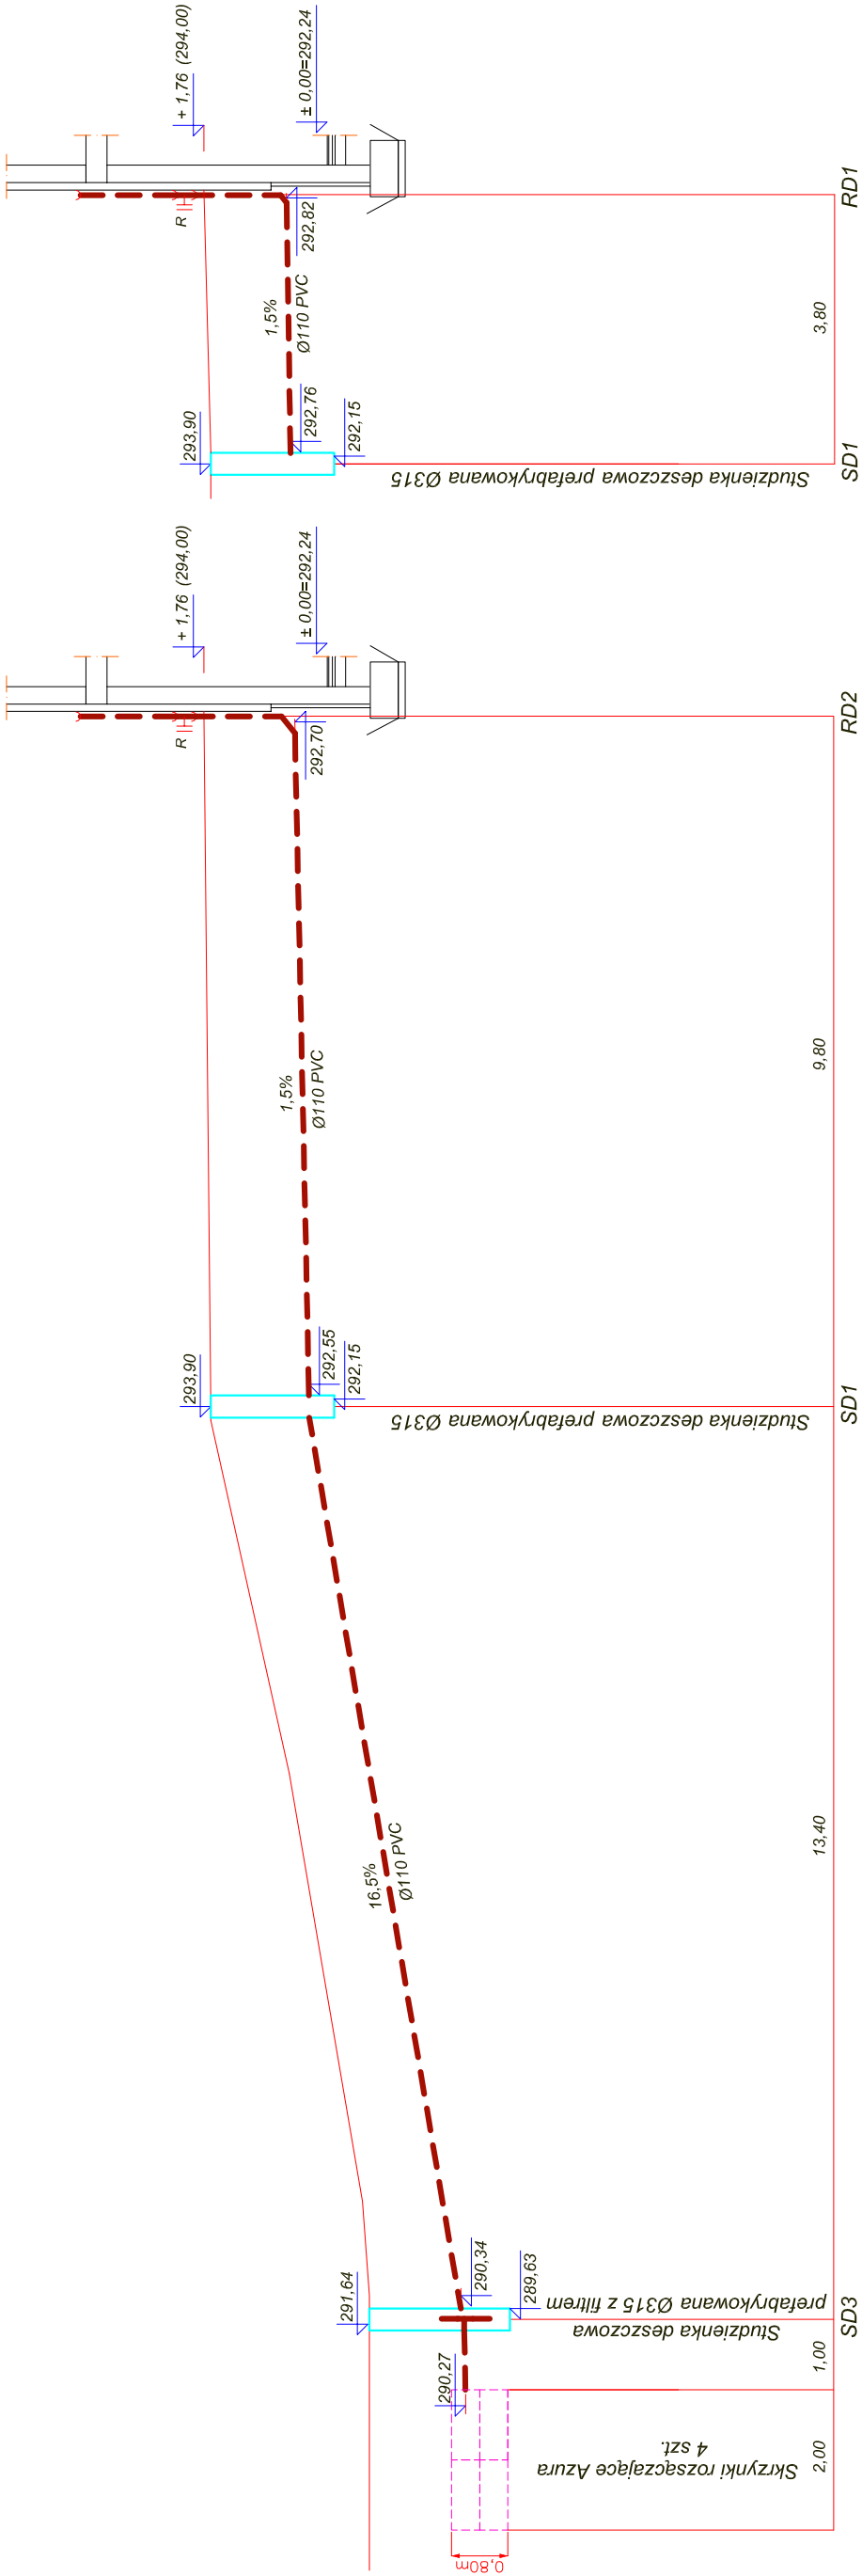 0,80m
Skrzynki rozsączające Azura
4 szt.
2,00
290,27
1,00
291,64
290,34
289,63
Studzienka deszczowa
prefabrykowana Ø315 z filtrem
SD3
16,5%
Ø110 PVC
13,40
293,90
292,55
292,15
Studzienka deszczowa prefabrykowana Ø315
SD1
1,5%
Ø110 PVC
9,80
R
292,70
+ 1,76 (294,00)
± 0,00=292,24
RD2
293,90
292,76
292,15
Studzienka deszczowa prefabrykowana Ø315
SD1
1,5%
Ø110 PVC
3,80
R
292,82
+ 1,76 (294,00)
± 0,00=292,24
RD1